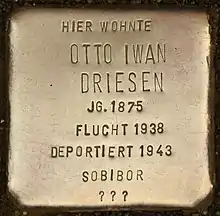 HIER WOHNTE
OTTO IWAN
DRIESEN
JG. 1875
FLUCHT 1938
DEPORTIERT 1943
SOBIBOR
???